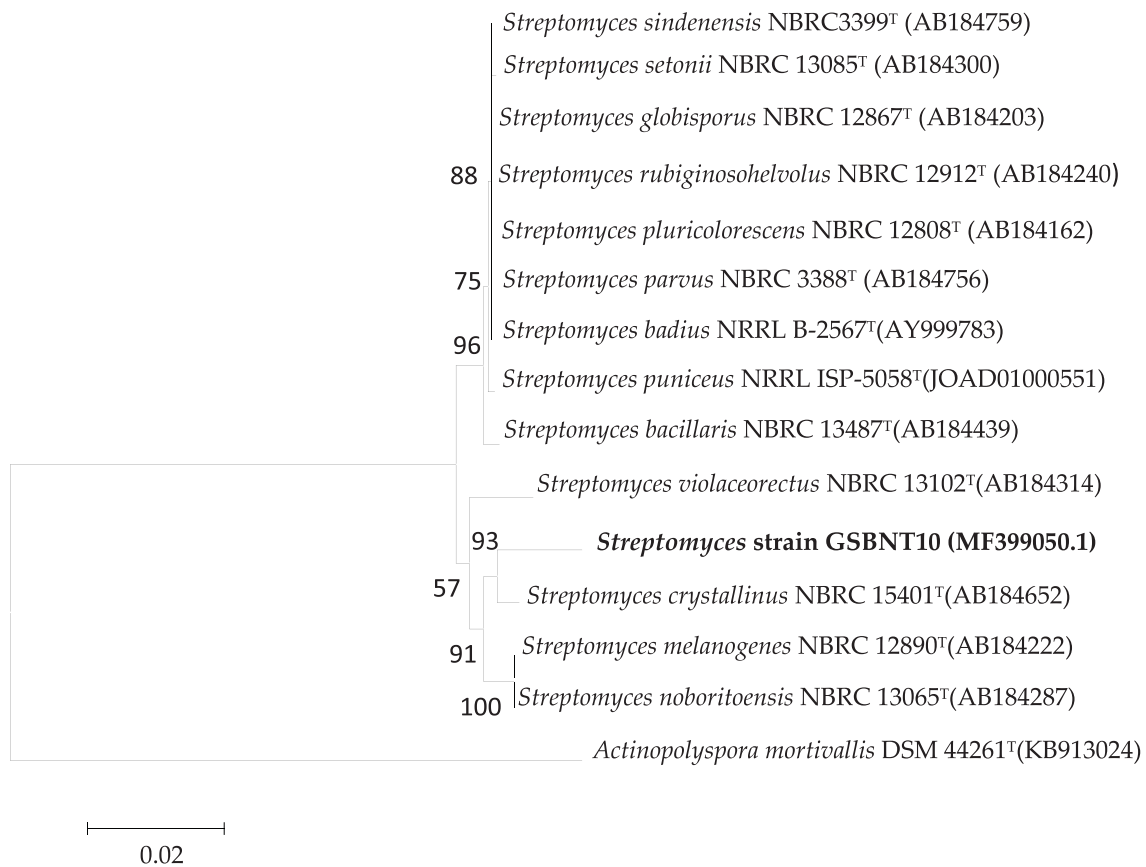 Streptomyces sindenensis NBRC3399ᵀ (AB184759)
Streptomyces setonii NBRC 13085ᵀ (AB184300)
Streptomyces globisporus NBRC 12867ᵀ (AB184203)
88
Streptomyces rubiginosohelvolus NBRC 12912ᵀ (AB184240)
Streptomyces pluricolorescens NBRC 12808ᵀ (AB184162)
75
Streptomyces parvus NBRC 3388ᵀ (AB184756)
Streptomyces badius NRRL B-2567ᵀ(AY999783)
96
Streptomyces puniceus NRRL ISP-5058ᵀ(JOAD01000551)
Streptomyces bacillaris NBRC 13487ᵀ(AB184439)
Streptomyces violaceorectus NBRC 13102ᵀ(AB184314)
93
Streptomyces strain GSBNT10 (MF399050.1)
57
Streptomyces crystallinus NBRC 15401ᵀ(AB184652)
Streptomyces melanogenes NBRC 12890ᵀ(AB184222)
91
Streptomyces noboritoensis NBRC 13065ᵀ(AB184287)
100
Actinopolyspora mortivallis DSM 44261ᵀ(KB913024)
0.02